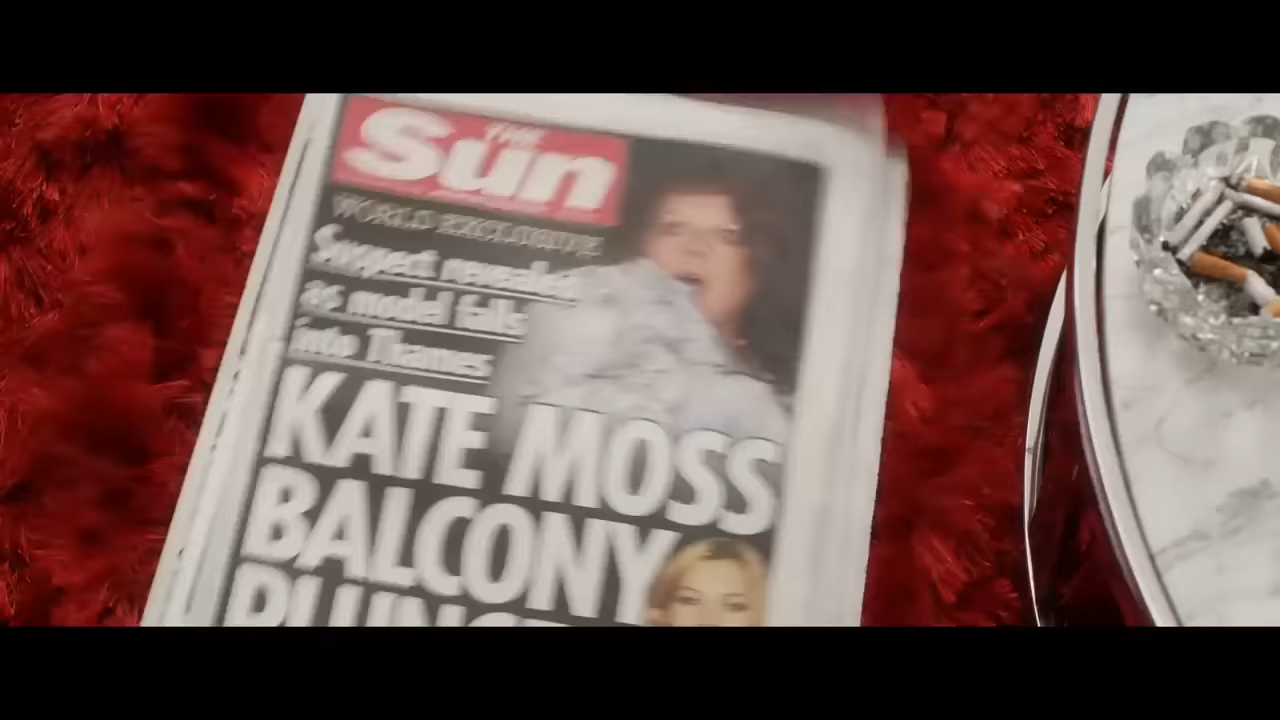 THE
Sun
WORLD EXCLUSIVE
Suspect revealed
as model falls
into Thames
KATE MOSS
BALCONY